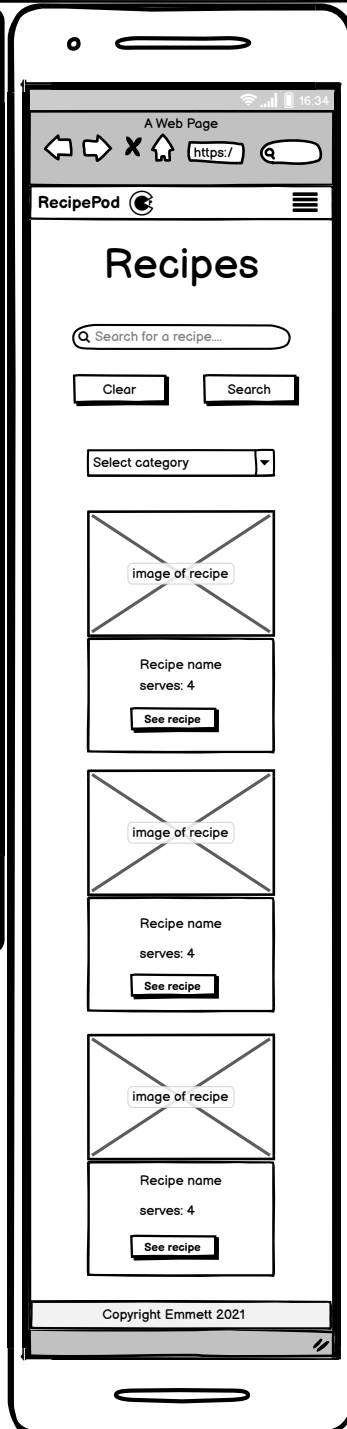 16:34
A Web Page
https:/
RecipePod
Recipes
Search for a recipe....
Clear
Search
Select category
image of recipe
Recipe name
serves: 4
See recipe
image of recipe
Recipe name
serves: 4
See recipe
image of recipe
Recipe name
serves: 4
See recipe
Copyright Emmett 2021